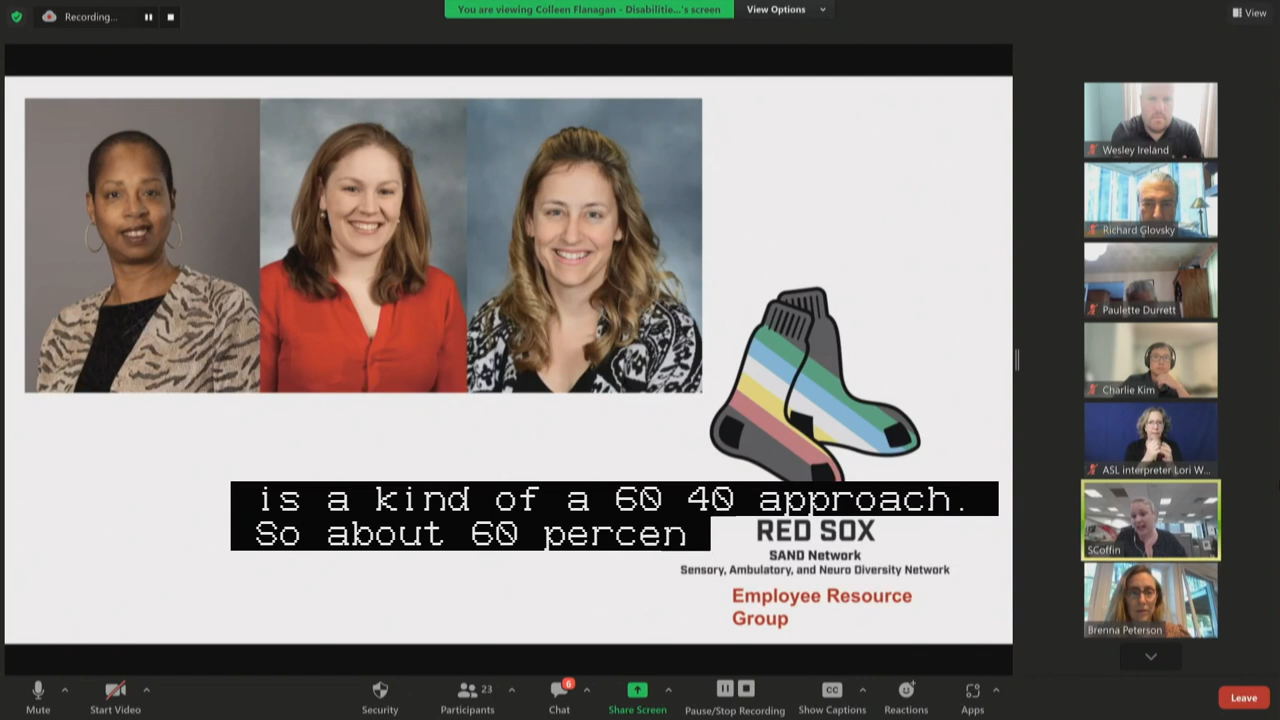 Recording...
You are viewing Colleen Flanagan - Disabilitie...'s screen
View Options
View
Wesley Ireland
Richard Glovsky
Paulette Durrett
Charlie Kim
ASL interpreter Lori W...
SCoffin
Brenna Peterson
is a kind of a 60 40 approach.
So about 60 percen
RED SOX
SAND Network
Sensory, Ambulatory, and Neuro Diversity Network
Employee Resource
Group
Mute
Start Video
Security
Participants
23
Chat
6
Share Screen
Pause/Stop Recording
CC
Show Captions
Reactions
Apps
Leave